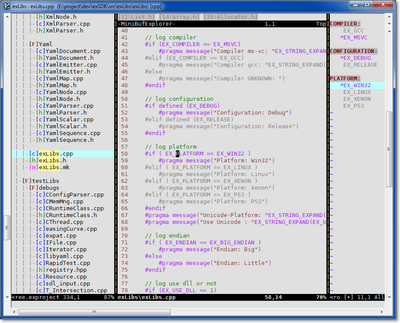 exLibs : exLibs.cpp
[h]XmlNode.h
[c]XmlParser.cpp
[h]XmlParser.h
[F]Yaml
[c]YamlDocument.cpp
[h]YamlDocument.h
[c]YamlElement.cpp
[h]YamlElement.h
[c]YamlMap.cpp
[h]YamlMap.h
[c]YamlNode.cpp
[h]YamlNode.h
[c]YamlParser.cpp
[h]YamlParser.h
[c]YamlScalar.cpp
[h]YamlScalar.h
[c]YamlSequence.cpp
[h]YamlSequence.h
[c]exLibs.cpp
[h]exLibs.h
[m]exLibs.mk
[F]testLibs
[F]debugs
[c]CConfigParser.cpp
[c]CMemMng.cpp
[c]CRuntimeClass.cpp
[h]CRuntimeClass.h
[c]CThread.cpp
[c]easingCurve.cpp
[c]expat.cpp
[c]IFile.cpp
[c]Iterator.cpp
[c]libyaml.cpp
[c]RapidTest.cpp
[h]registry.hpp
[c]Resource.cpp
[c]sdl_input.cpp
[c]T_Intersection.cpp
<ree.exproject 334,1 87%
-MiniBufExplorer- 1,1 Top
40
41 // log compiler
42 #if (EX_COMPILER == EX_MSVC)
43 #pragma message("Compiler ms-vc: "EX_STRING_EXPAND
44 #elif (EX_COMPILER == EX_GCC)
45 #pragma message("Compiler gcc: "EX_STRING_EXPAND(
46 #else
47 #pragma message("Compiler UNKNOWN: ")
48 #endif
49
50 // log configuration
51 #if defined (EX_DEBUG)
52 #pragma message("Configuration: Debug")
53 #elif defined (EX_RELEASE)
54 #pragma message("Configuration: Release")
55 #endif
56
57 // log platform
58 #if ( EX_PLATFORM == EX_WIN32 )
59 #pragma message("Platform: Win32")
60 #elif ( EX_PLATFORM == EX_LINUX )
61 #pragma message("Platform: Linux")
62 #elif ( EX_PLATFORM == EX_XENON )
63 #pragma message("Platform: Xenon")
64 #elif ( EX_PLATFORM == EX_PS3 )
65 #pragma message("Platform: PS3")
66 #endif
67 #pragma message("Unicode-Platform: "EX_STRING_EXPAND(
68 #pragma message("Use Unicode : "EX_STRING_EXPAND(EX_U
69
70 // log endian
71 #if ( EX_ENDIAN == EX_BIG_ENDIAN )
72 #pragma message("Endian: Big")
73 #else
74 #pragma message("Endian: Little")
75 #endif
76
77 // log use dll or not
78 #if (EX_USE_DLL == 1)
exLibs\exLibs.cpp 58,14 70%
COMPILER:
EX_GCC
*EX_MSVC
CONFIGURATION:
*EX_DEBUG
EX_RELEASE
PLATFORM:
*EX_WIN32
EX_LINUX
EX_XENON
EX_PS3
<ro [+] 11,1 All